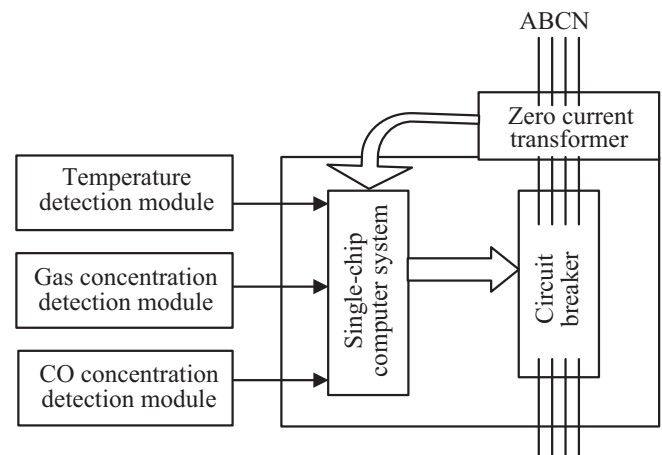 ABCN
Zero current
transformer
Temperature
detection module
Gas concentration
detection module
CO concentration
detection module
Single-chip
computer system
Circuit
breaker